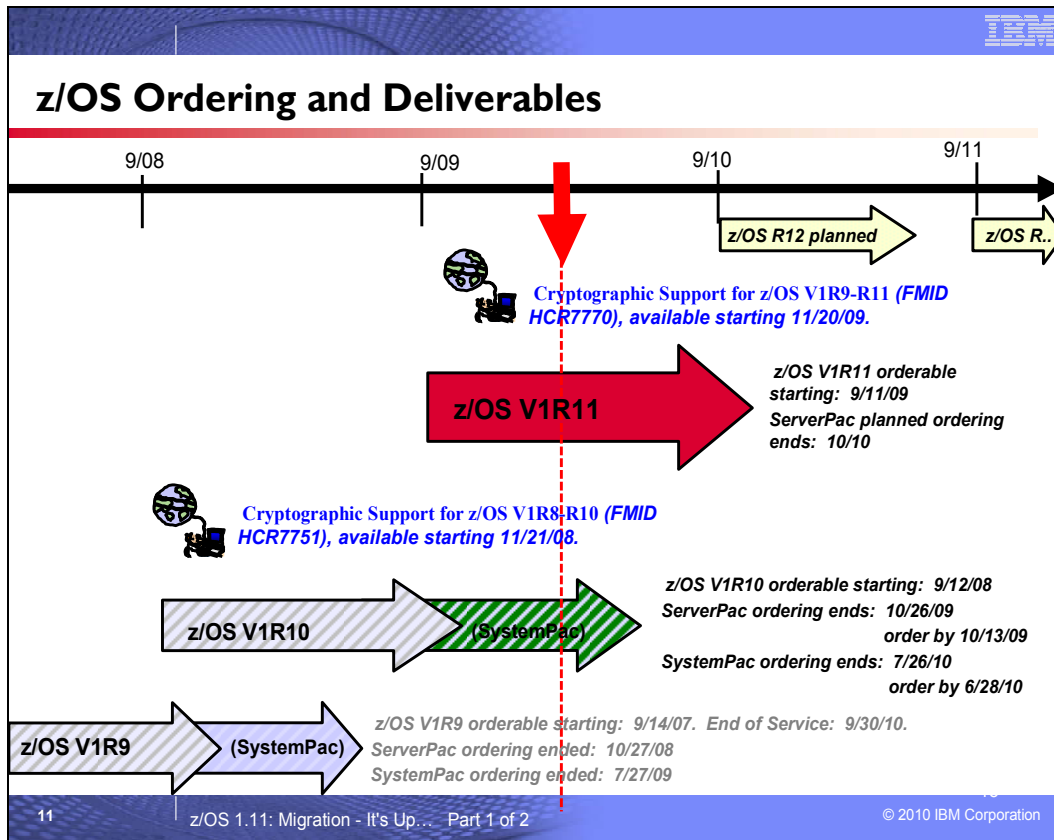 IBM
z/OS Ordering and Deliverables
9/08
9/09
9/10
9/11
z/OS R12 planned
z/OS R..
Cryptographic Support for z/OS V1R9-R11 (FMID
HCR7770), available starting 11/20/09.
z/OS V1R11
z/OS V1R11 orderable
starting: 9/11/09
ServerPac planned ordering
ends: 10/10
Cryptographic Support for z/OS V1R8-R10 (FMID
HCR7751), available starting 11/21/08.
z/OS V1R10
(SystemPac)
z/OS V1R10 orderable starting: 9/12/08
ServerPac ordering ends: 10/26/09
order by 10/13/09
SystemPac ordering ends: 7/26/10
order by 6/28/10
z/OS V1R9
(SystemPac)
z/OS V1R9 orderable starting: 9/14/07. End of Service: 9/30/10.
ServerPac ordering ended: 10/27/08
SystemPac ordering ended: 7/27/09
11
z/OS 1.11: Migration - It's Up… Part 1 of 2
© 2010 IBM Corporation